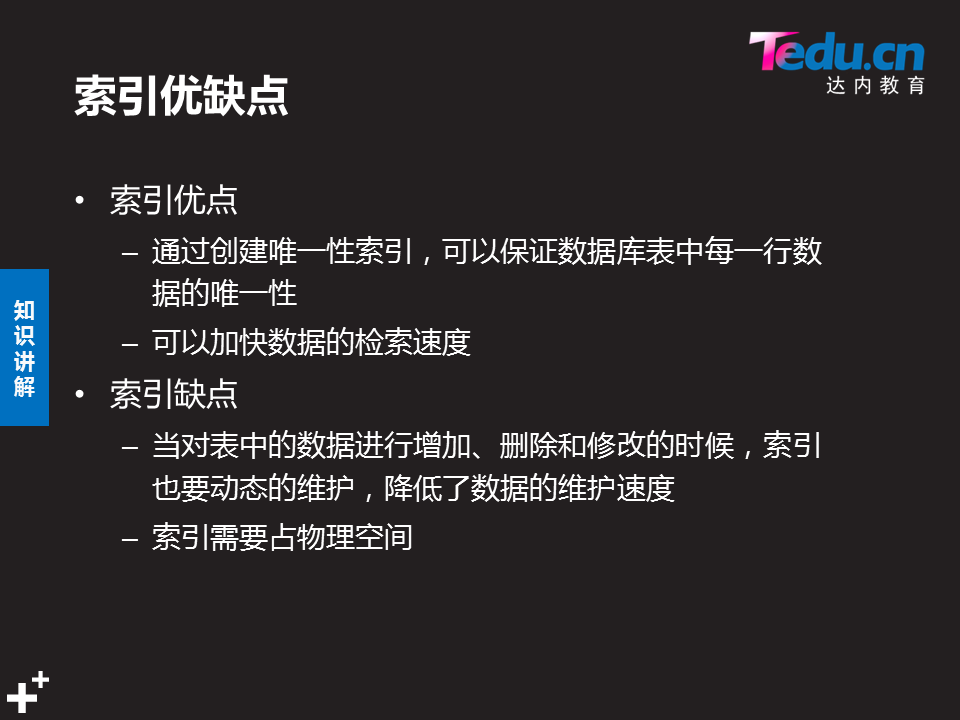 Tedu.cn
达内教育
索引优缺点
• 索引优点
– 通过创建唯一性索引，可以保证数据库表中每一行数
据的唯一性
– 可以加快数据的检索速度
• 索引缺点
– 当对表中的数据进行增加、删除和修改的时候，索引
也要动态的维护，降低了数据的维护速度
– 索引需要占物理空间
知识讲解